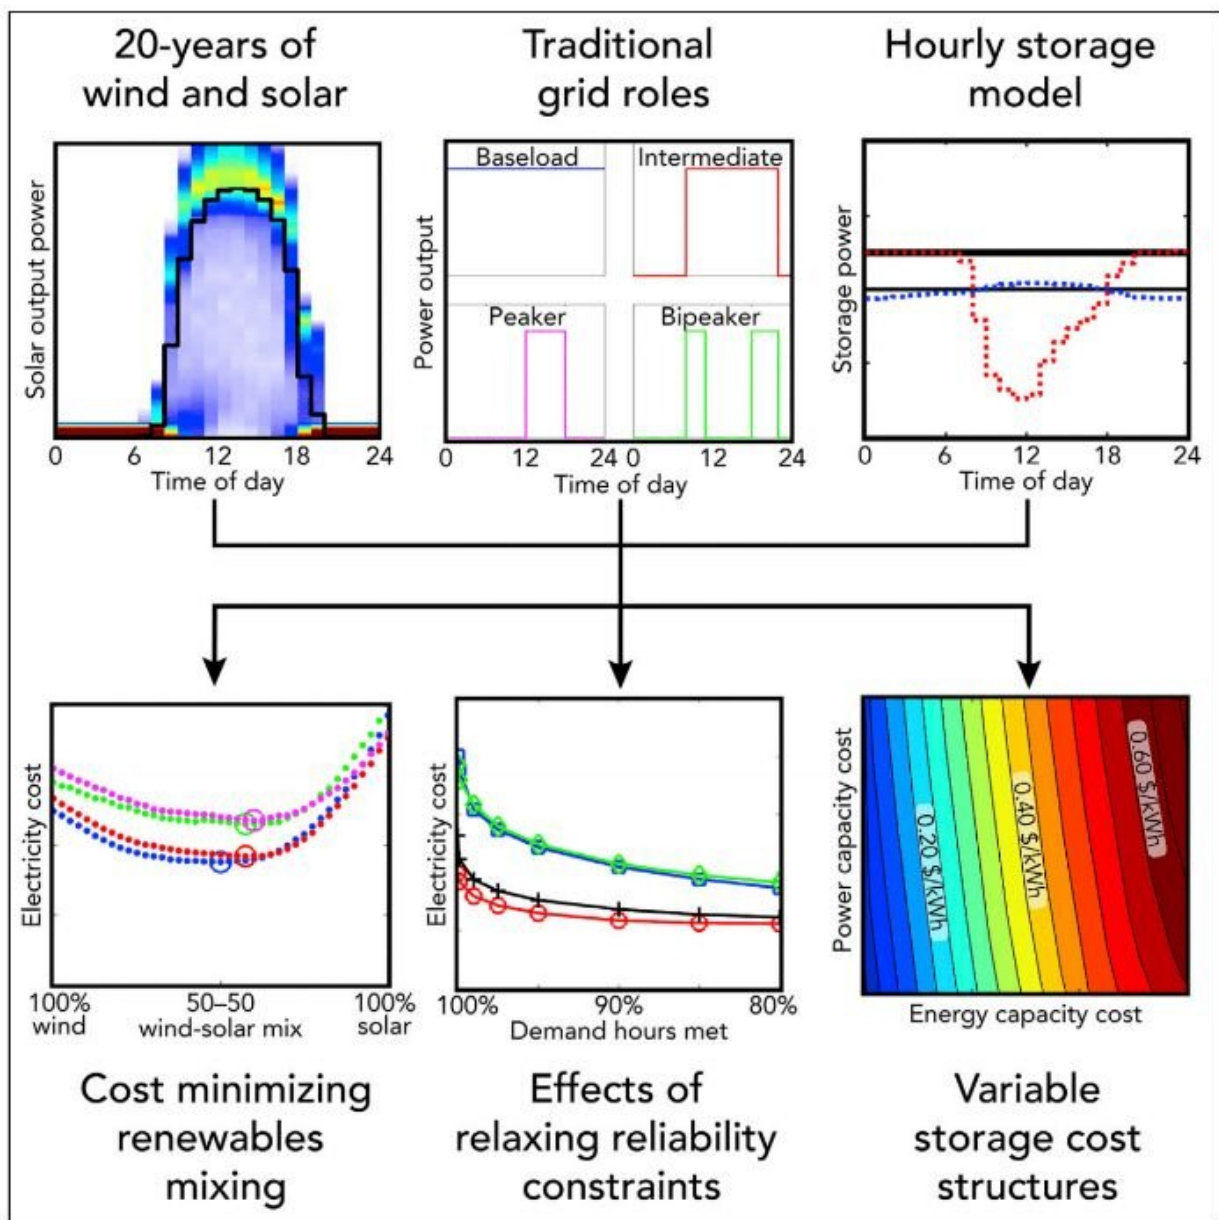 20-years of
wind and solar
Traditional
grid roles
Hourly storage
model
Solar output power
0 6 12 18 24
Time of day
Power output
Baseload
Intermediate
Peaker
Bipeaker
0 12 24 0 12 24
Time of day
Storage power
0 6 12 18 24
Time of day
Electricity cost
100% 50–50 100%
wind wind-solar mix solar
Electricity cost
100% 90% 80%
Demand hours met
Power capacity cost
0.20 $/kWh
0.40 $/kWh
0.60 $/kWh
Energy capacity cost
Cost minimizing
renewables
mixing
Effects of
relaxing reliability
constraints
Variable
storage cost
structures